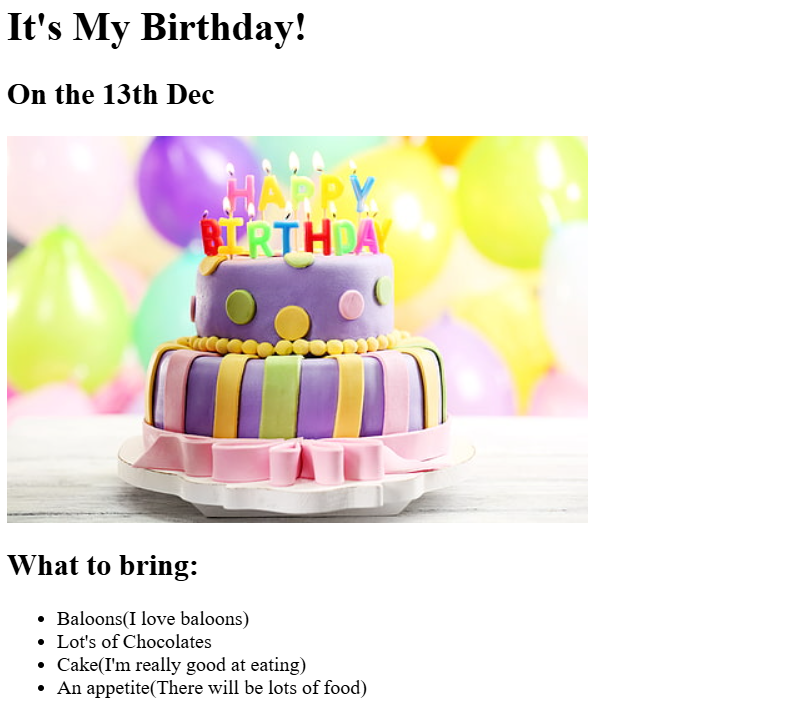 It's My Birthday!
On the 13th Dec
HAPPY
BIRTHDAY
What to bring:
Baloons(I love baloons)
Lot's of Chocolates
Cake(I'm really good at eating)
An appetite(There will be lots of food)